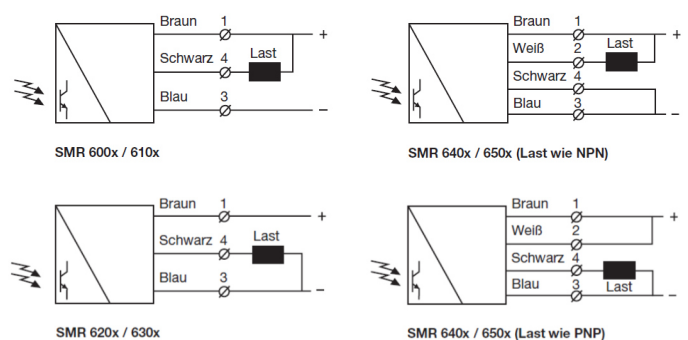 Braun 1
+
Schwarz 4 Last
Blau 3
–
SMR 600x / 610x
Braun 1
+
Weiß 2 Last
Schwarz 4
Blau 3
–
SMR 640x / 650x (Last wie NPN)
Braun 1
+
Schwarz 4 Last
Blau 3
–
SMR 620x / 630x
Braun 1
+
Weiß 2
Schwarz 4
Blau 3 Last
–
SMR 640x / 650x (Last wie PNP)